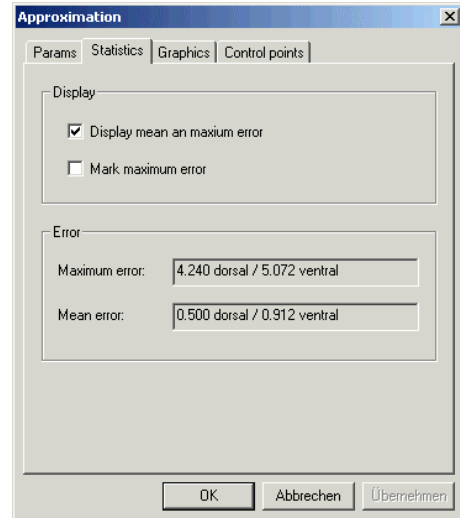 Approximation
Params Statistics Graphics Control points
Display
Display mean an maxium error
Mark maximum error
Error
Maximum error: 4.240 dorsal / 5.072 ventral
Mean error: 0.500 dorsal / 0.912 ventral
OK Abbrechen Übernehmen